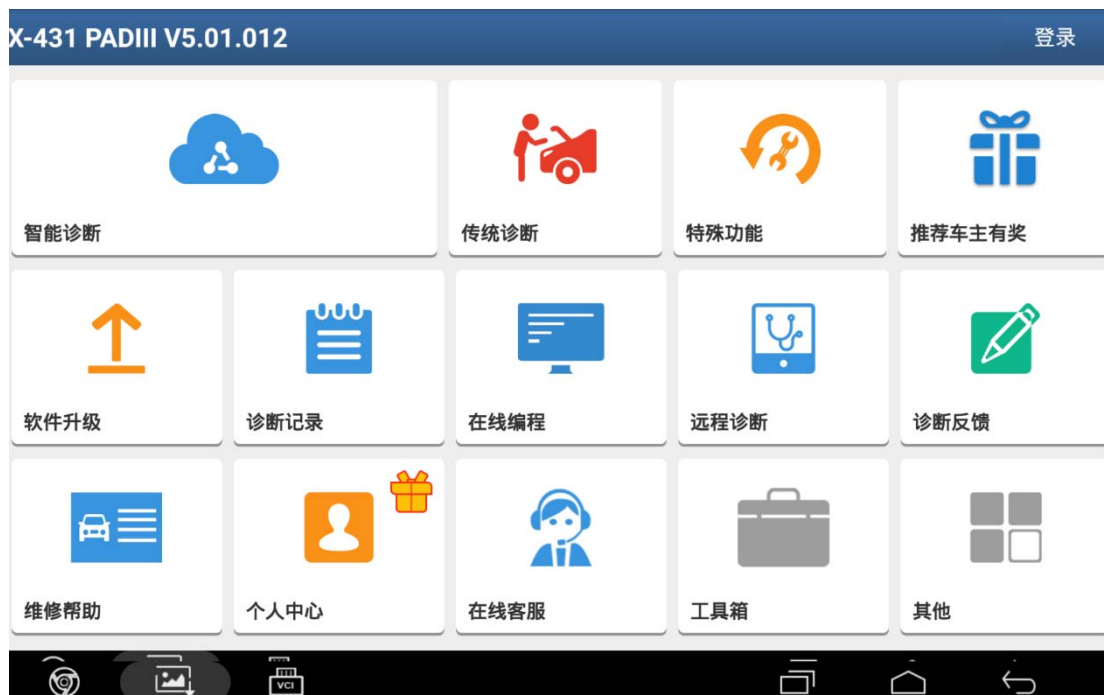 X-431 PADIII V5.01.012 登录
智能诊断 传统诊断 特殊功能 推荐车主有奖
软件升级 诊断记录 在线编程 远程诊断 诊断反馈
维修帮助 个人中心 在线客服 工具箱 其他
VCI